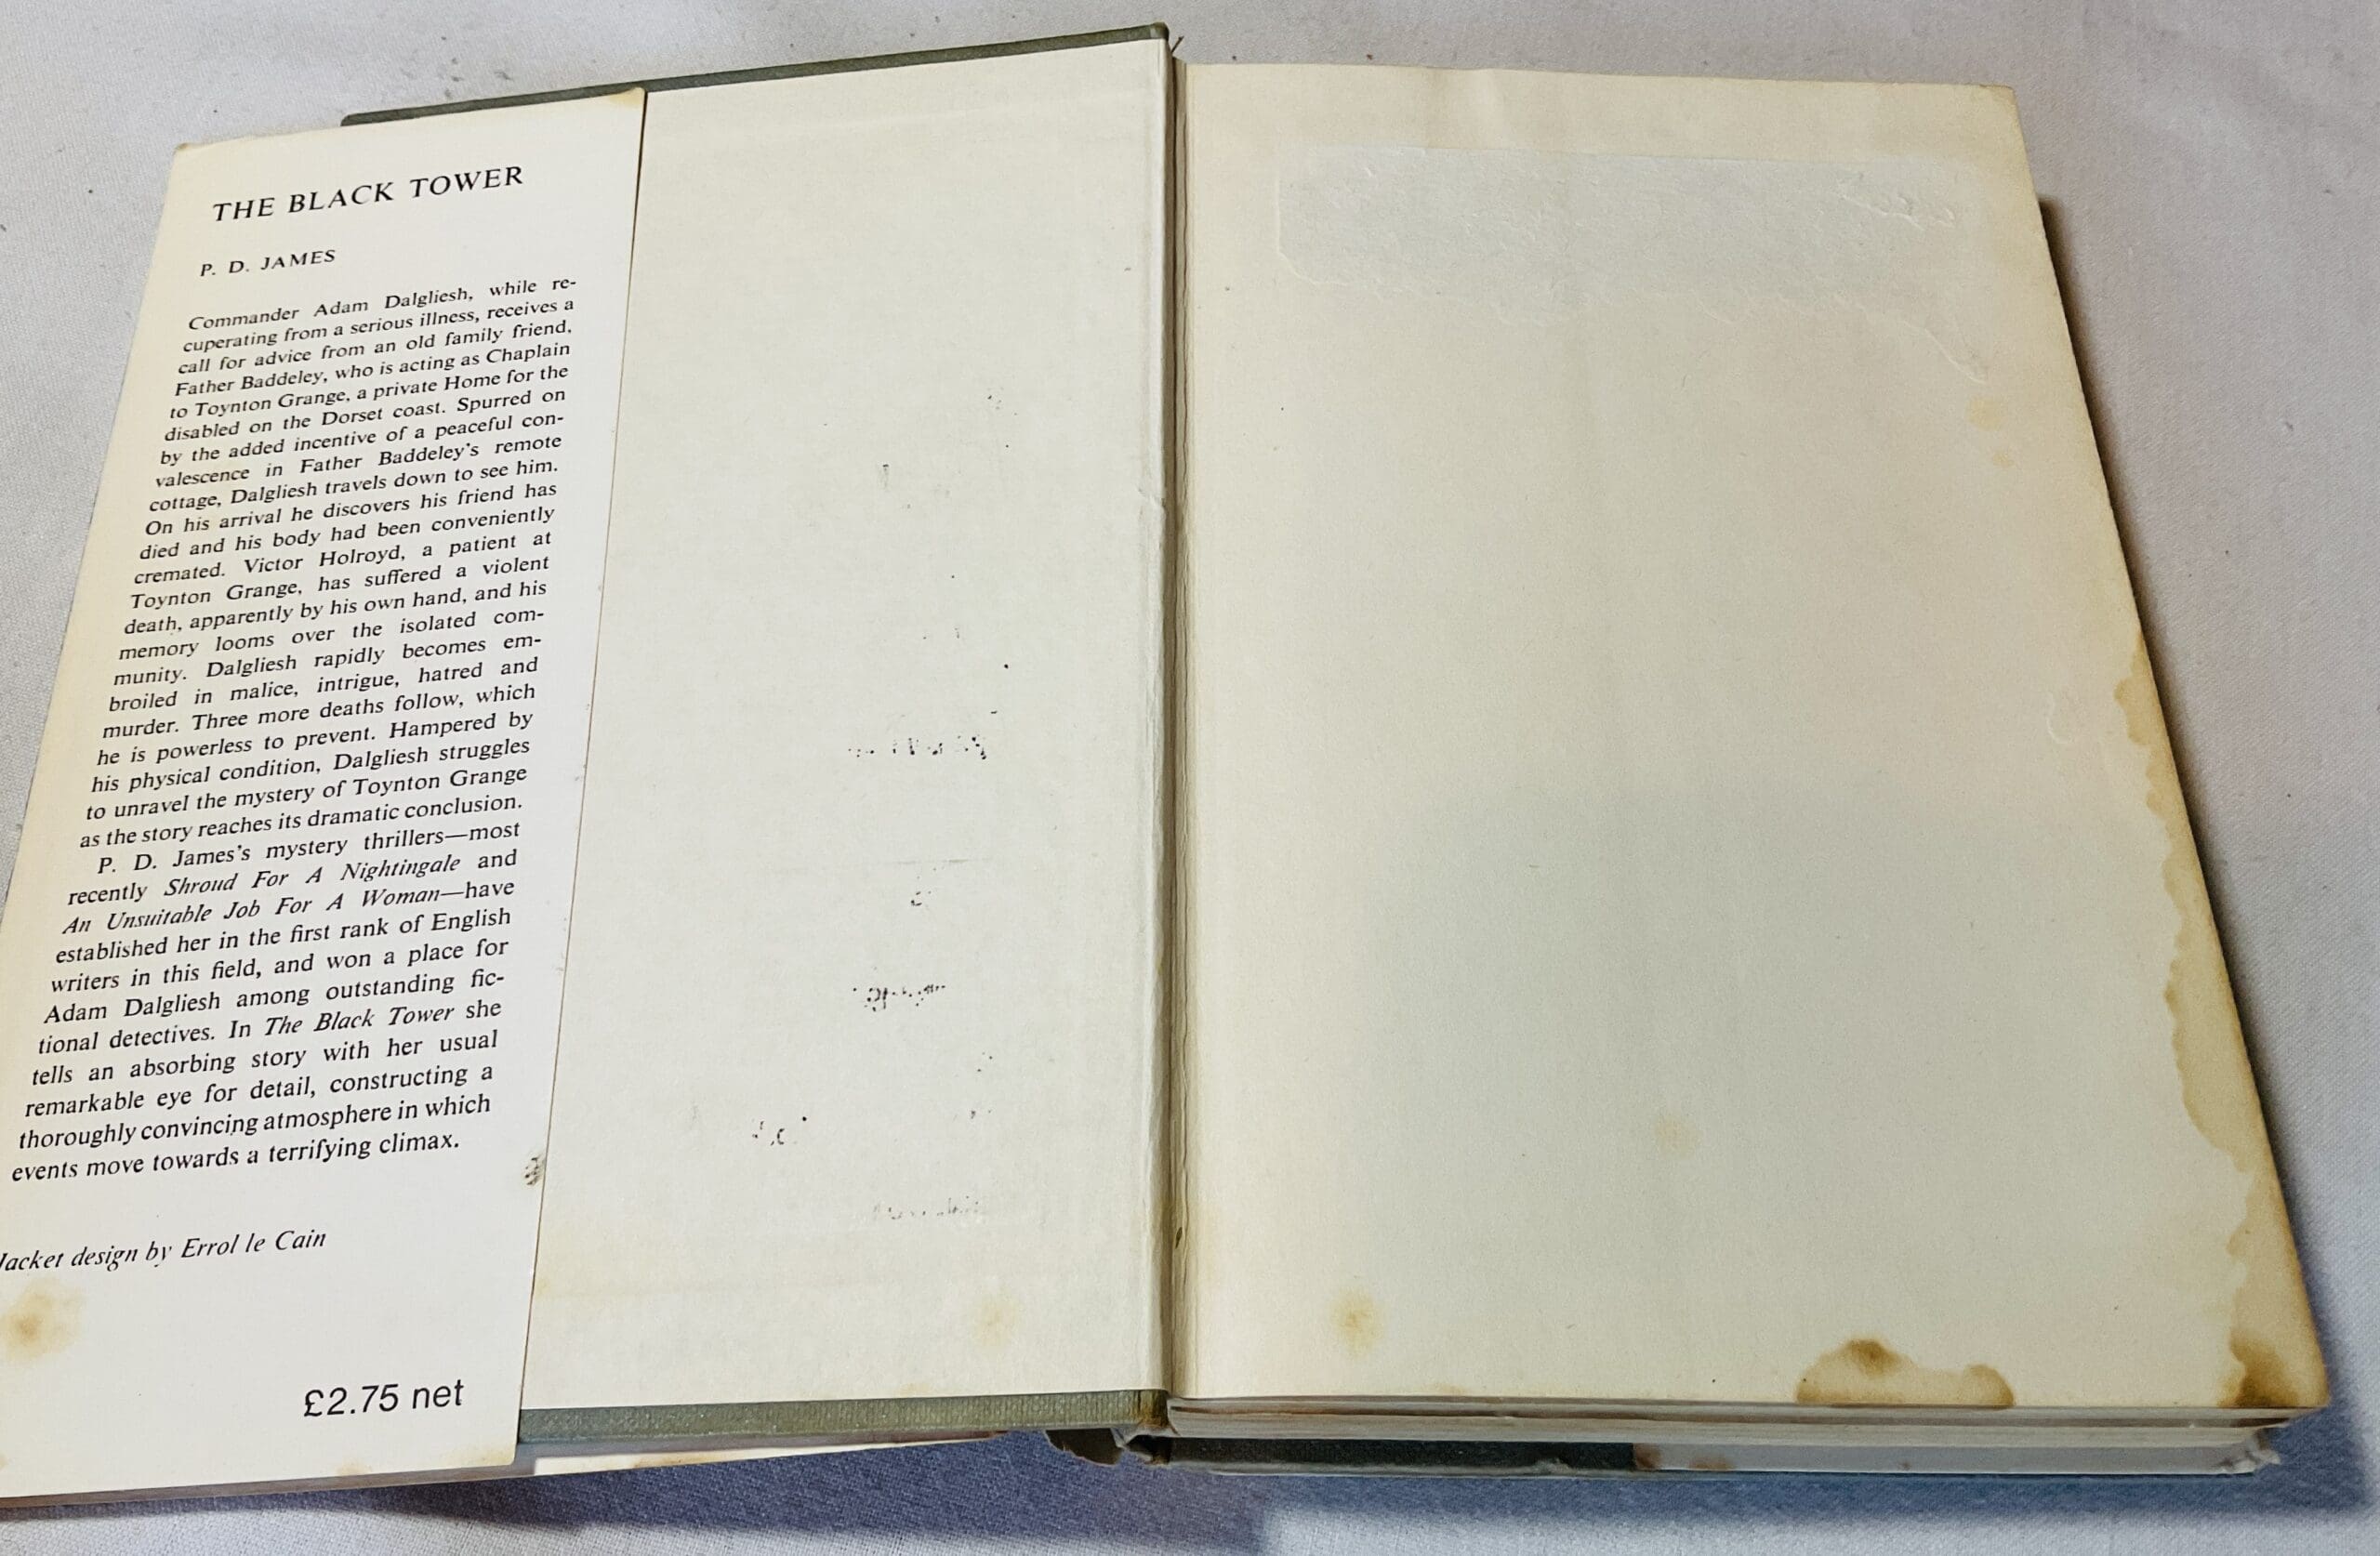 THE BLACK TOWER
P. D. JAMES
Commander Adam Dalgliesh, while re-
cuperating from a serious illness, receives a
call for advice from an old family friend,
Father Baddeley, who is acting as Chaplain
to Toynton Grange, a private Home for the
disabled on the Dorset coast. Spurred on
by the added incentive of a peaceful con-
valescence in Father Baddeley's remote
cottage, Dalgliesh travels down to see him.
On his arrival he discovers his friend has
died and his body had been conveniently
cremated. Victor Holroyd, a patient at
Toynton Grange, has suffered a violent
death, apparently by his own hand, and his
memory looms over the isolated com-
munity. Dalgliesh rapidly becomes em-
broiled in malice, intrigue, hatred and
murder. Three more deaths follow, which
he is powerless to prevent. Hampered by
his physical condition, Dalgliesh struggles
to unravel the mystery of Toynton Grange
as the story reaches its dramatic conclusion.
P. D. James's mystery thrillers—most
recently Shroud For A Nightingale and
An Unsuitable Job For A Woman—have
established her in the first rank of English
writers in this field, and won a place for
Adam Dalgliesh among outstanding fic-
tional detectives. In The Black Tower she
tells an absorbing story with her usual
remarkable eye for detail, constructing a
thoroughly convincing atmosphere in which
events move towards a terrifying climax.
Jacket design by Errol le Cain
£2.75 net